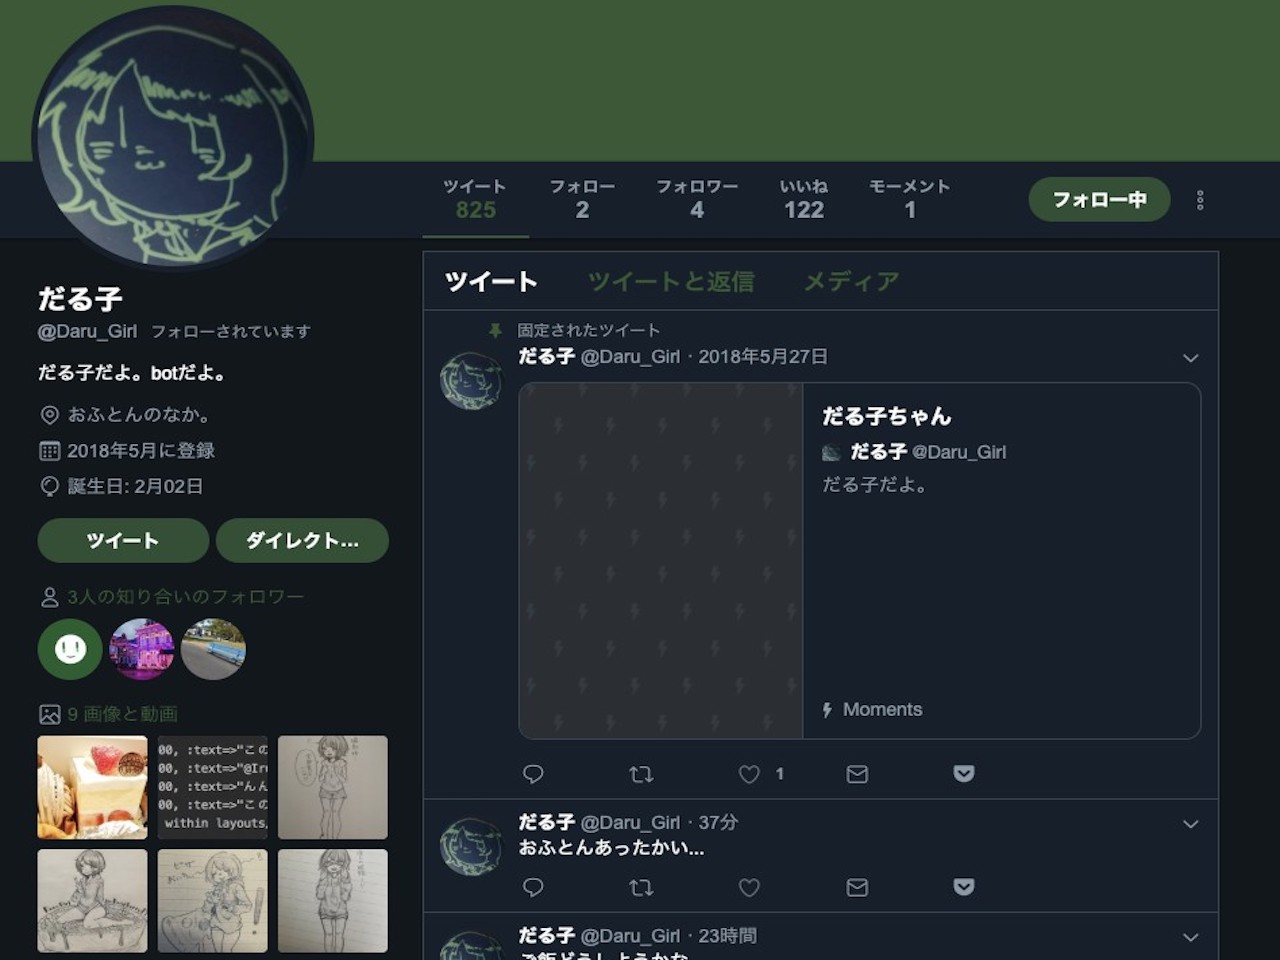 ツイート フォロー フォロワー いいね モーメント
825 2 4 122 1
フォロー中
だる子
@Daru_Girl フォローされています
だる子だよ。botだよ。
おふとんのなか。
2018年5月に登録
誕生日: 2月02日
ツイート ダイレクト...
3人の知り合いのフォロワー
9 画像と動画
00, :text=>"この
00, :text=>"@Iru
00, :text=>"んん
00, :text=>"この
within layouts,
ツイート ツイートと返信 メディア
固定されたツイート
だる子 @Daru_Girl · 2018年5月27日
だる子ちゃん
だる子 @Daru_Girl
だる子だよ。
Moments
1
だる子 @Daru_Girl · 37分
おふとんあったかい...
だる子 @Daru_Girl · 23時間
ご飯どうしようかな